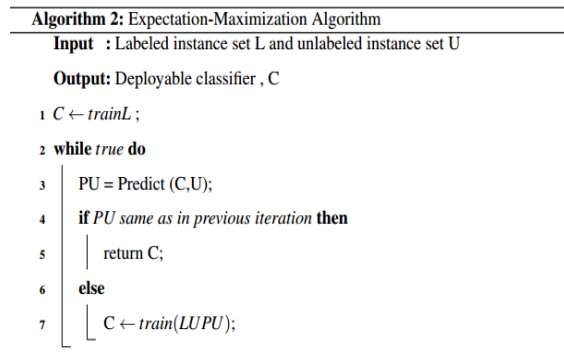 Algorithm 2: Expectation-Maximization Algorithm
Input : Labeled instance set L and unlabeled instance set U
Output: Deployable classifier , C
1 C ← trainL ;
2 while true do
3 PU = Predict (C,U);
4 if PU same as in previous iteration then
5 return C;
6 else
7 C ← train(LUPU);